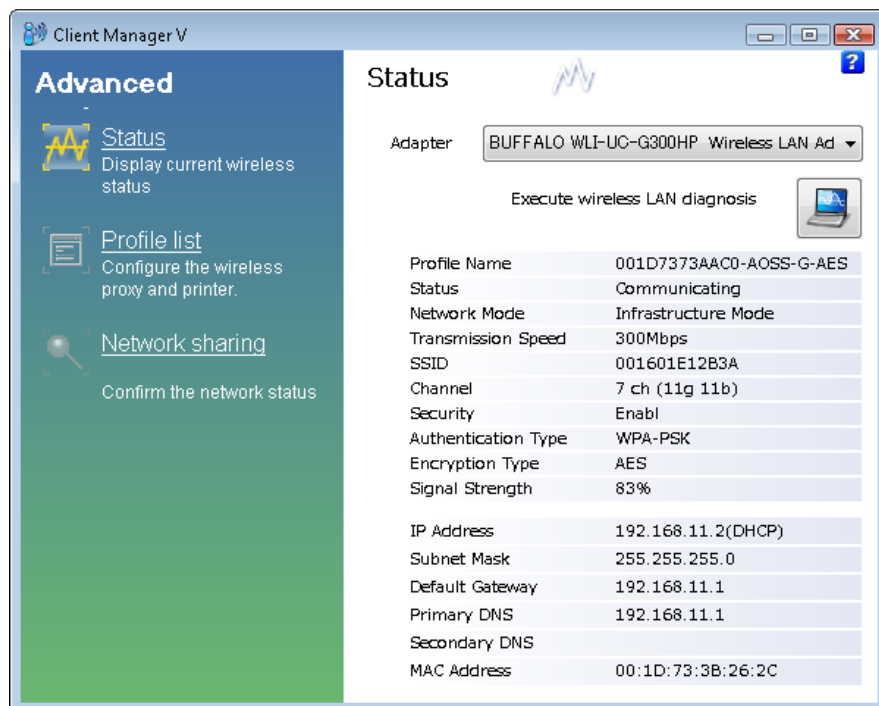 Client Manager V
Advanced
Status
Display current wireless
status
Profile list
Configure the wireless
proxy and printer.
Network sharing
Confirm the network status
Status
?
Adapter BUFFALO WLI-UC-G300HP Wireless LAN Ad
Execute wireless LAN diagnosis
Profile Name 001D7373AAC0-AOSS-G-AES
Status Communicating
Network Mode Infrastructure Mode
Transmission Speed 300Mbps
SSID 001601E12B3A
Channel 7 ch (11g 11b)
Security Enabl
Authentication Type WPA-PSK
Encryption Type AES
Signal Strength 83%
IP Address 192.168.11.2(DHCP)
Subnet Mask 255.255.255.0
Default Gateway 192.168.11.1
Primary DNS 192.168.11.1
Secondary DNS
MAC Address 00:1D:73:3B:26:2C